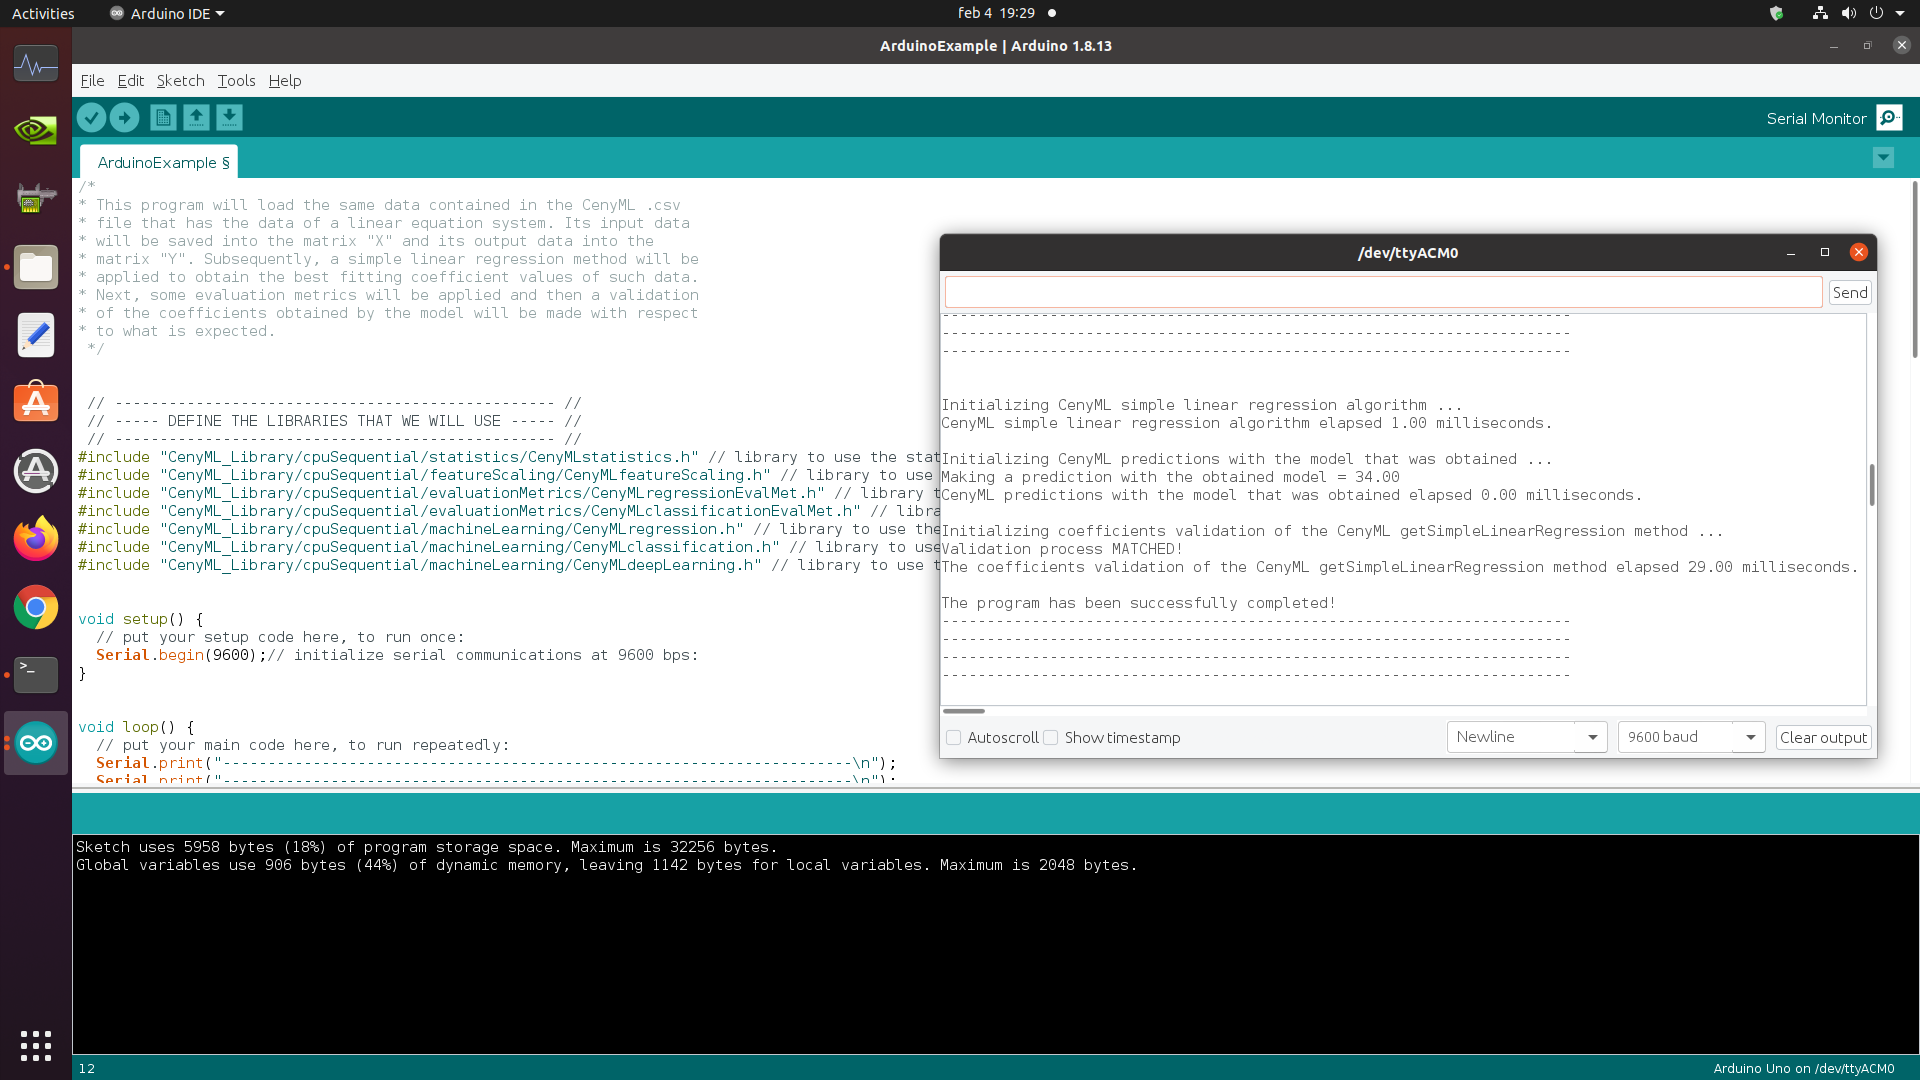 Activities
Arduino IDE
feb 4 19:29
ArduinoExample | Arduino 1.8.13
File Edit Sketch Tools Help
Serial Monitor
ArduinoExample §
/*
* This program will load the same data contained in the CenyML .csv
* file that has the data of a linear equation system. Its input data
* will be saved into the matrix "X" and its output data into the
* matrix "Y". Subsequently, a simple linear regression method will be
* applied to obtain the best fitting coefficient values of such data.
* Next, some evaluation metrics will be applied and then a validation
* of the coefficients obtained by the model will be made with respect
* to what is expected.
*/
// ------------------------------------------------- //
// ----- DEFINE THE LIBRARIES THAT WE WILL USE ----- //
// ------------------------------------------------- //
#include "CenyML_Library/cpuSequential/statistics/CenyMLstatistics.h" // library to use the stat
#include "CenyML_Library/cpuSequential/featureScaling/CenyMLfeatureScaling.h" // library to use
#include "CenyML_Library/cpuSequential/evaluationMetrics/CenyMLregressionEvalMet.h" // library t
#include "CenyML_Library/cpuSequential/evaluationMetrics/CenyMLclassificationEvalMet.h" // libra
#include "CenyML_Library/cpuSequential/machineLearning/CenyMLregression.h" // library to use the
#include "CenyML_Library/cpuSequential/machineLearning/CenyMLclassification.h" // library to use
#include "CenyML_Library/cpuSequential/machineLearning/CenyMLdeepLearning.h" // library to use t
void setup() {
// put your setup code here, to run once:
Serial.begin(9600);// initialize serial communications at 9600 bps:
}
void loop() {
// put your main code here, to run repeatedly:
Serial.print("----------------------------------------------------------------------\n");
Serial.print("----------------------------------------------------------------------\n");
/dev/ttyACM0
Send
----------------------------------------------------------------------
----------------------------------------------------------------------
----------------------------------------------------------------------
Initializing CenyML simple linear regression algorithm ...
CenyML simple linear regression algorithm elapsed 1.00 milliseconds.
Initializing CenyML predictions with the model that was obtained ...
Making a prediction with the obtained model = 34.00
CenyML predictions with the model that was obtained elapsed 0.00 milliseconds.
Initializing coefficients validation of the CenyML getSimpleLinearRegression method ...
Validation process MATCHED!
The coefficients validation of the CenyML getSimpleLinearRegression method elapsed 29.00 milliseconds.
The program has been successfully completed!
----------------------------------------------------------------------
----------------------------------------------------------------------
----------------------------------------------------------------------
----------------------------------------------------------------------
Autoscroll
Show timestamp
Newline
9600 baud
Clear output
Sketch uses 5958 bytes (18%) of program storage space. Maximum is 32256 bytes.
Global variables use 906 bytes (44%) of dynamic memory, leaving 1142 bytes for local variables. Maximum is 2048 bytes.
12
Arduino Uno on /dev/ttyACM0